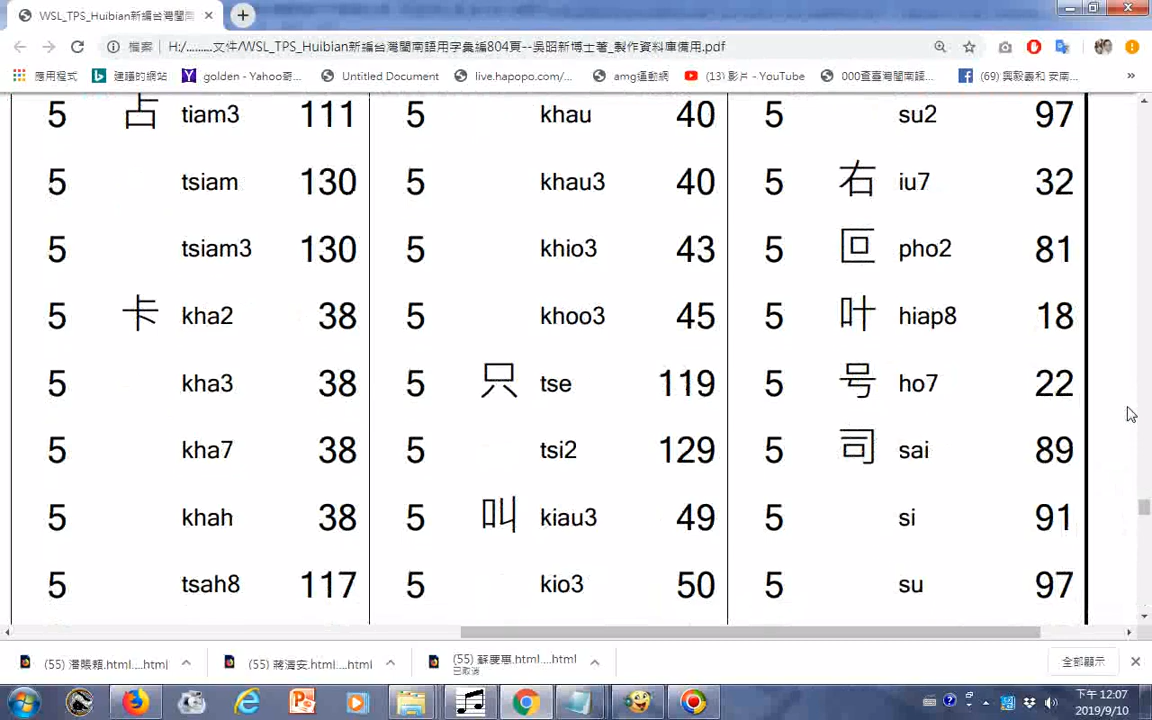 WSL_TPS_Huibian新編台灣閩南
檔案 H:/.........文件/WSL_TPS_Huibian新編台灣閩南語用字彙編804頁--吳昭新博士著_製作資料庫備用.pdf
應用程式 建議的網站 golden - Yahoo奇... Untitled Document live.hapopo.com/... amg運動網 (13) 影片 - YouTube 000查臺灣閩南語... (69) 興毅壽和 安南...
5 占 tiam3 111 5 khau 40 5 su2 97
5 tsiam 130 5 khau3 40 5 右 iu7 32
5 tsiam3 130 5 khio3 43 5 叵 pho2 81
5 卡 kha2 38 5 khoo3 45 5 叶 hiap8 18
5 kha3 38 5 只 tse 119 5 号 ho7 22
5 kha7 38 5 tsi2 129 5 司 sai 89
5 khah 38 5 叫 kiau3 49 5 si 91
5 tsah8 117 5 kio3 50 5 su 97
(55) 潘賬頡.html....html (55) 蔣海安.html....html (55) 蘇慶專.html....html 全部顯示
已取消
下午 12:07
2019/9/10